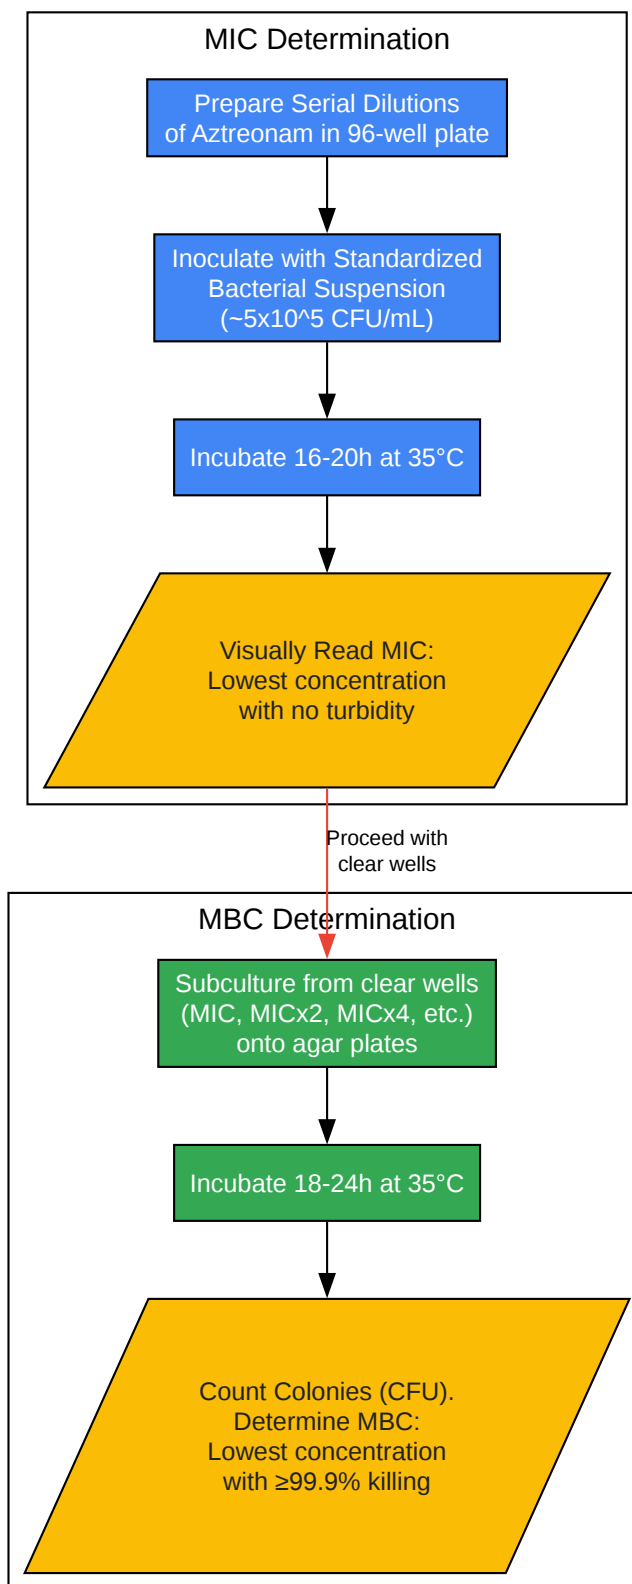 MIC Determination
Prepare Serial Dilutions
of Aztreonam in 96-well plate
Inoculate with Standardized
Bacterial Suspension
(~5x10^5 CFU/mL)
Incubate 16-20h at 35°C
Visually Read MIC:
Lowest concentration
with no turbidity
Proceed with
clear wells
MBC Determination
Subculture from clear wells
(MIC, MICx2, MICx4, etc.)
onto agar plates
Incubate 18-24h at 35°C
Count Colonies (CFU).
Determine MBC:
Lowest concentration
with ≥99.9% killing